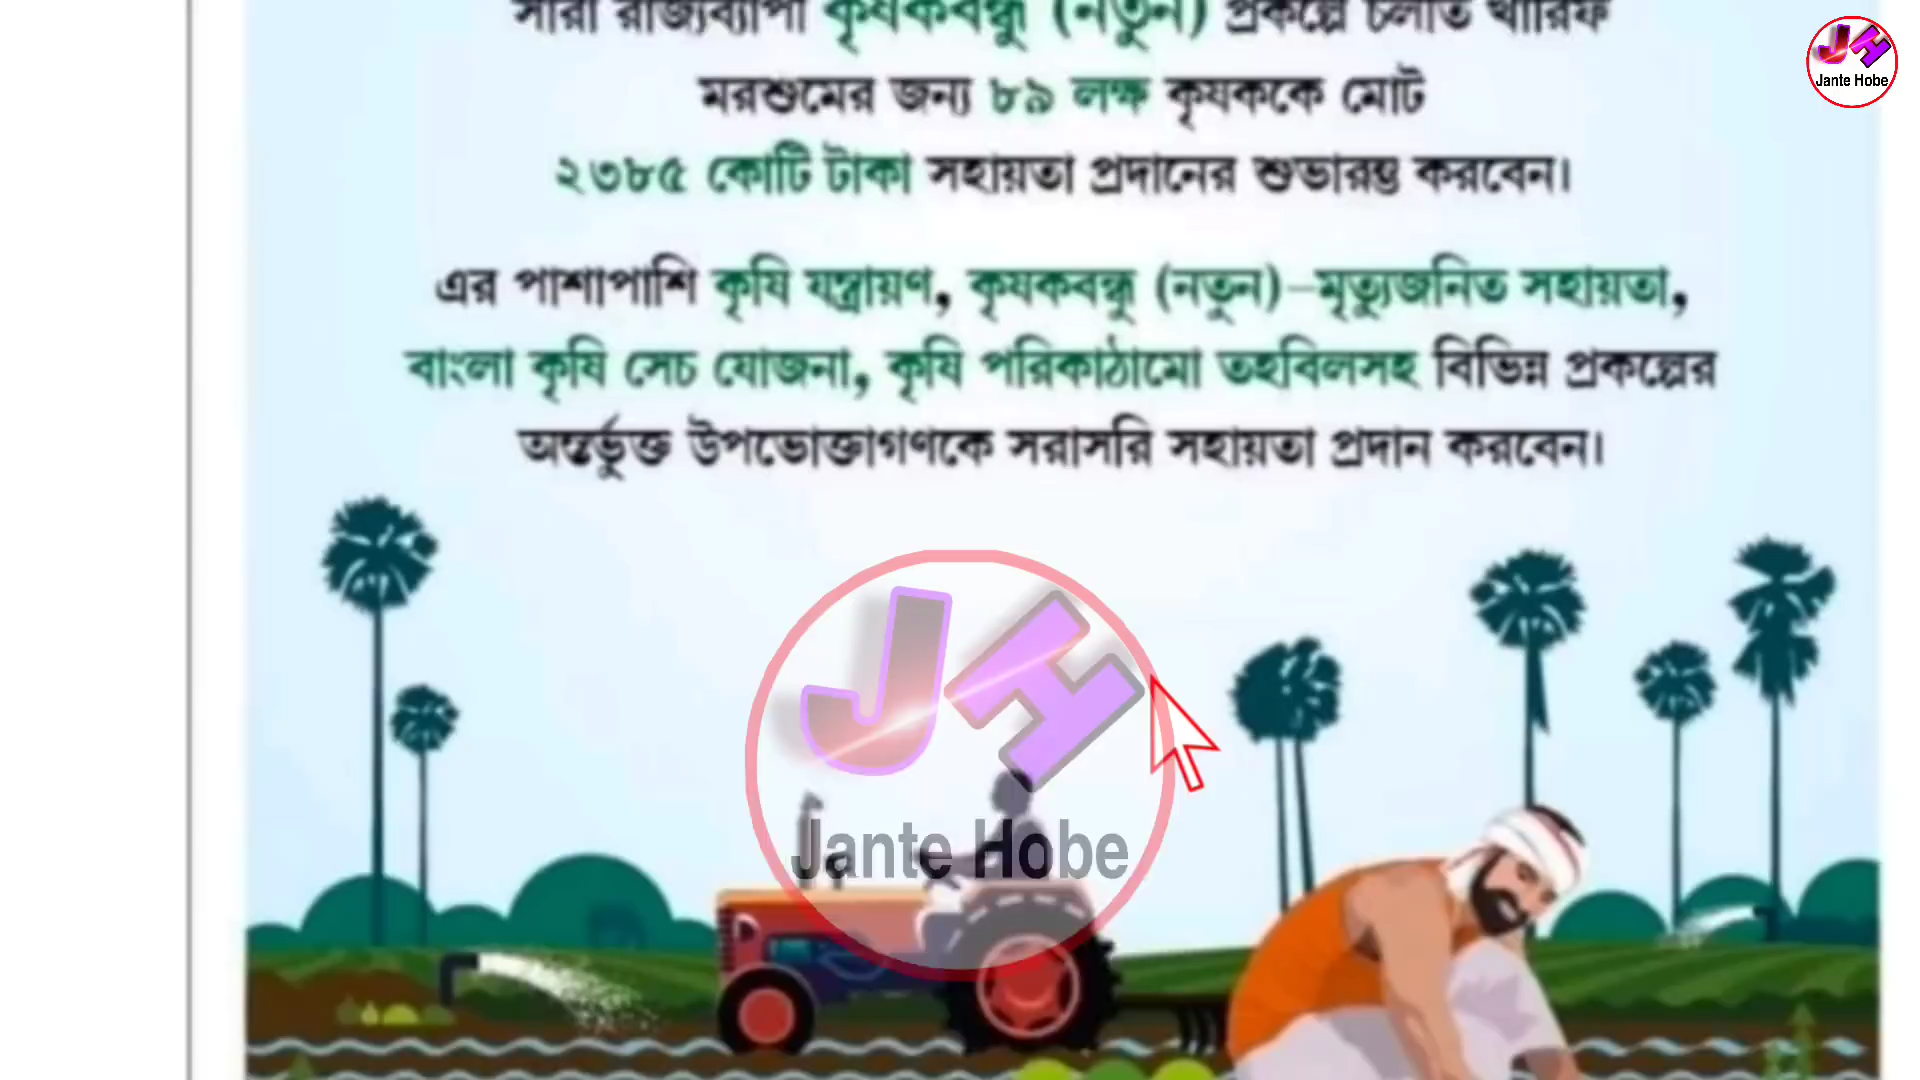 সারা রাজ্যব্যাপী কৃষকবন্ধু (নতুন) প্রকল্পে চলতি খারিফ
মরশুমের জন্য ৮৯ লক্ষ কৃষককে মোট
২৩৮৫ কোটি টাকা সহায়তা প্রদানের শুভারম্ভ করবেন।
এর পাশাপাশি কৃষি যন্ত্রায়ণ, কৃষকবন্ধু (নতুন)–মৃত্যুজনিত সহায়তা,
বাংলা কৃষি সেচ যোজনা, কৃষি পরিকাঠামো তহবিলসহ বিভিন্ন প্রকল্পের
অন্তর্ভুক্ত উপভোক্তাগণকে সরাসরি সহায়তা প্রদান করবেন।
JH
Jante Hobe
JH
Jante Hobe